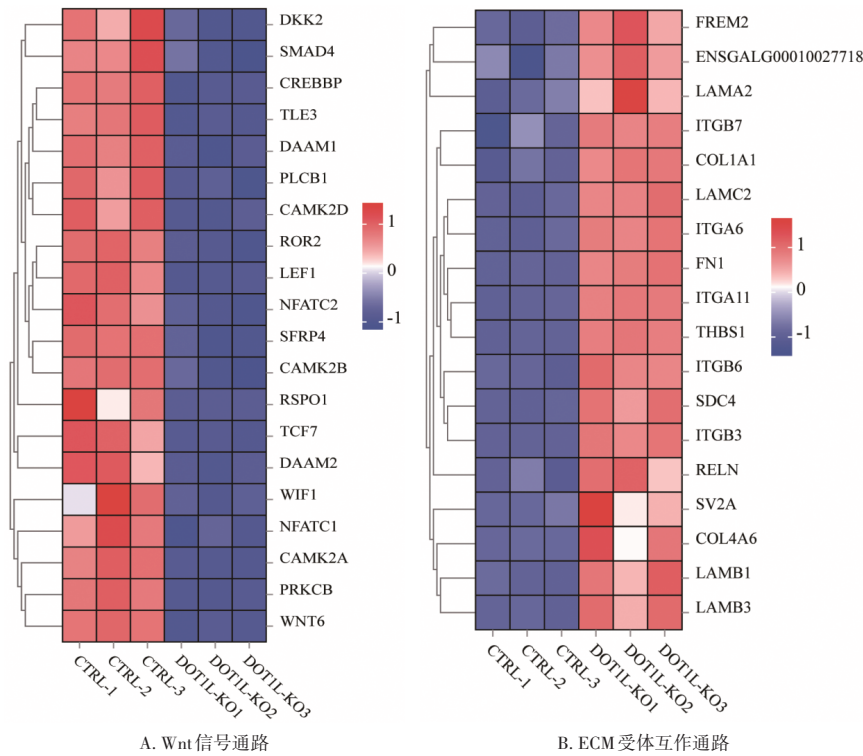 DKK2
SMAD4
CREBBP
TLE3
DAAM1
PLCB1
CAMK2D
ROR2
LEF1
NFATC2
SFRP4
CAMK2B
RSPO1
TCF7
DAAM2
WIF1
NFATC1
CAMK2A
PRKCB
WNT6
1
0
-1
CTRL-1
CTRL-2
CTRL-3
DOT1L-KO1
DOT1L-KO2
DOT1L-KO3
A. Wnt信号通路
FREM2
ENSGALG00010027718
LAMA2
ITGB7
COL1A1
LAMC2
ITGA6
FN1
ITGA11
THBS1
ITGB6
SDC4
ITGB3
RELN
SV2A
COL4A6
LAMB1
LAMB3
1
0
-1
CTRL-1
CTRL-2
CTRL-3
DOT1L-KO1
DOT1L-KO2
DOT1L-KO3
B. ECM受体互作通路